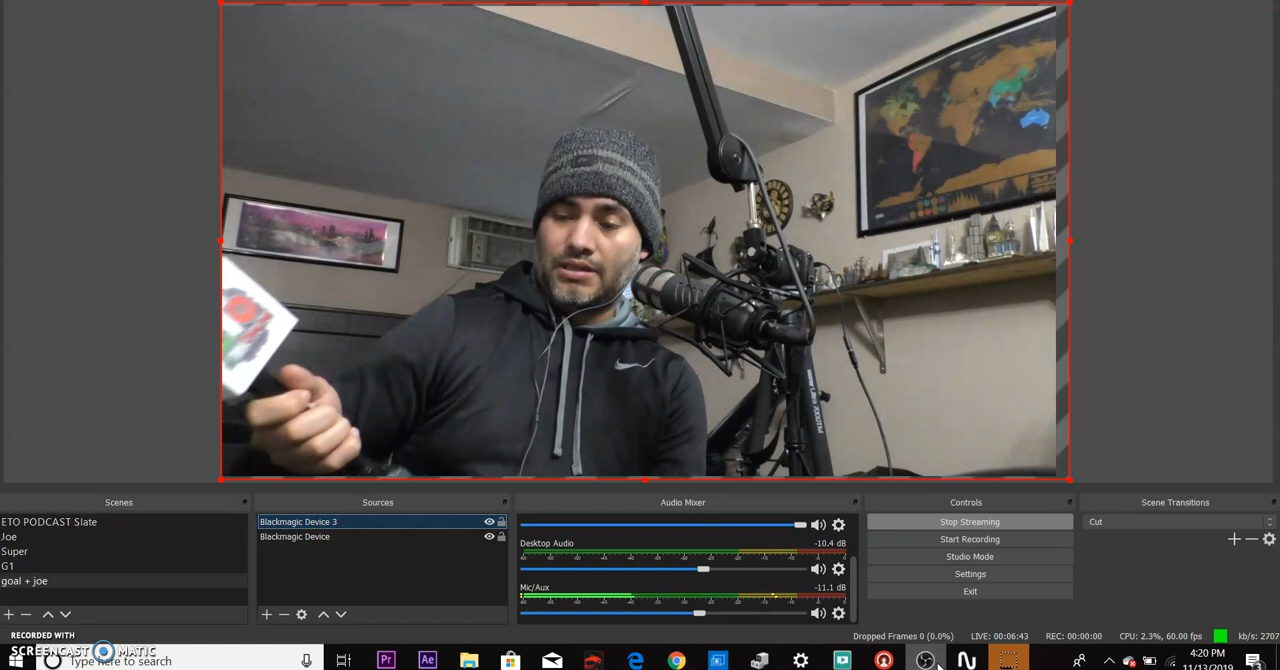 Scenes
Sources
Audio Mixer
Controls
Scene Transitions
ETO PODCAST Slate
Joe
Super
G1
goal + joe
Blackmagic Device 3
Blackmagic Device
Desktop Audio
-10.4 dB
Mic/Aux
-11.1 dB
Stop Streaming
Start Recording
Studio Mode
Settings
Exit
Cut
Dropped Frames 0 (0.0%)
LIVE: 00:06:43
REC: 00:00:00
CPU: 2.3%, 60.00 fps
kb/s: 2707
RECORDED WITH
SCREENCAST MATIC
Type here to search
Pr
Ae
4:20 PM
11/13/2019